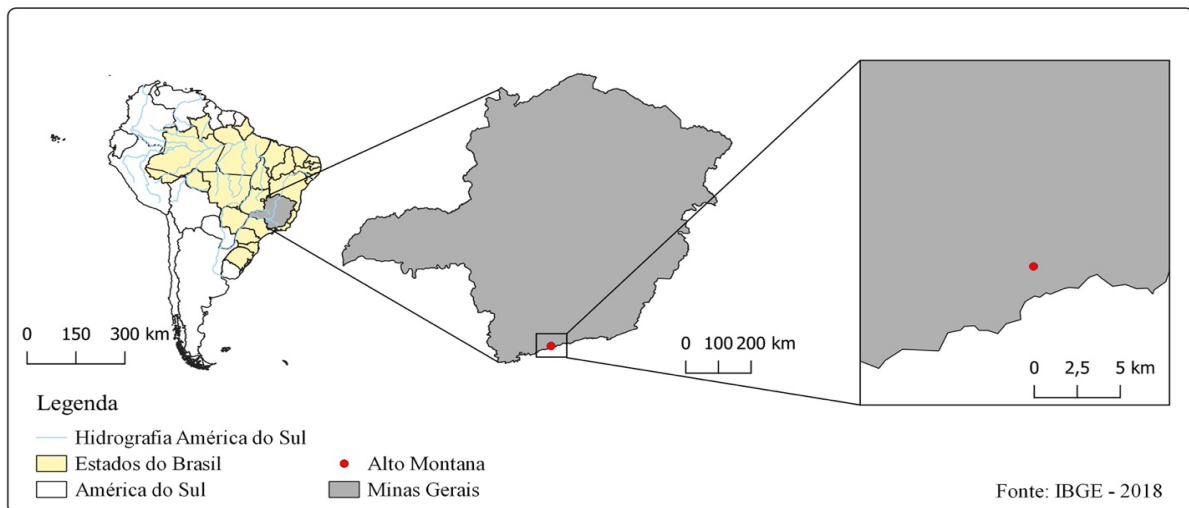 0 150 300 km
0 100 200 km
0 2,5 5 km
Legenda
Hidrografia América do Sul
Estados do Brasil
América do Sul
Alto Montana
Minas Gerais
Fonte: IBGE - 2018